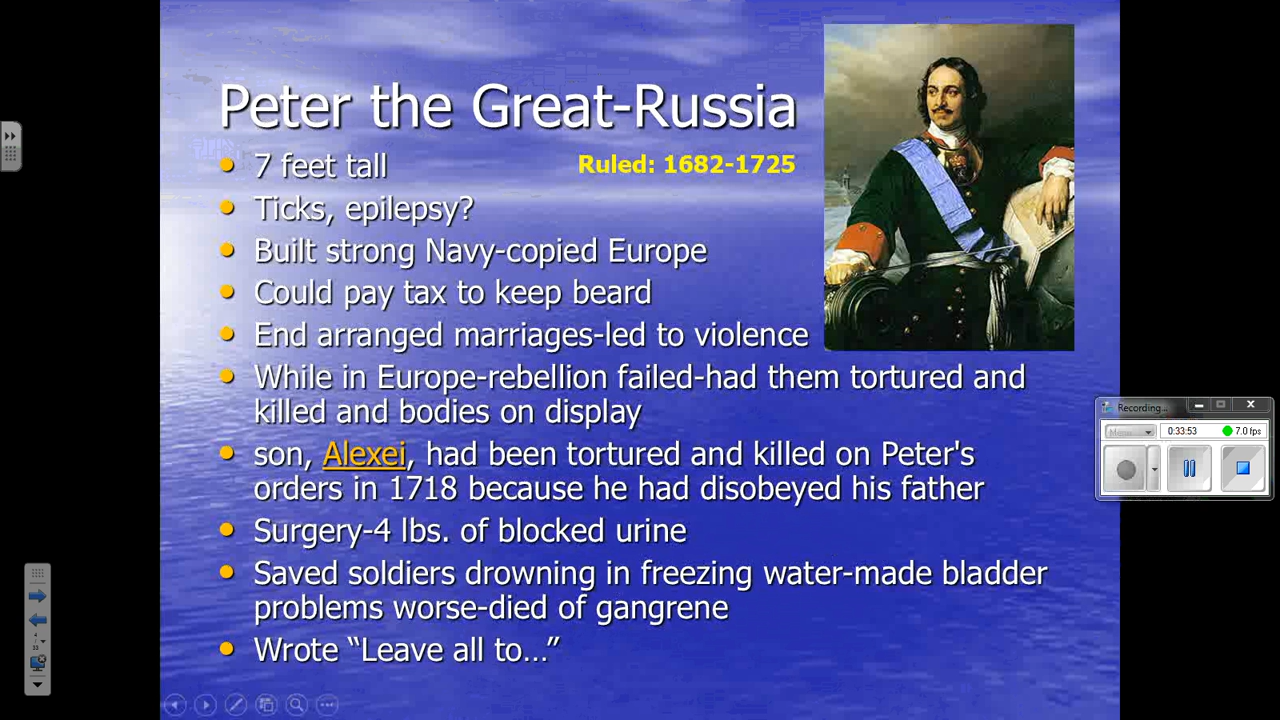 Peter the Great-Russia
7 feet tall
Ruled: 1682-1725
Ticks, epilepsy?
Built strong Navy-copied Europe
Could pay tax to keep beard
End arranged marriages-led to violence
While in Europe-rebellion failed-had them tortured and
killed and bodies on display
son, Alexei, had been tortured and killed on Peter's
orders in 1718 because he had disobeyed his father
Surgery-4 lbs. of blocked urine
Saved soldiers drowning in freezing water-made bladder
problems worse-died of gangrene
Wrote “Leave all to…”
Recording...
0:33:53
7.0 fps
4
/
33